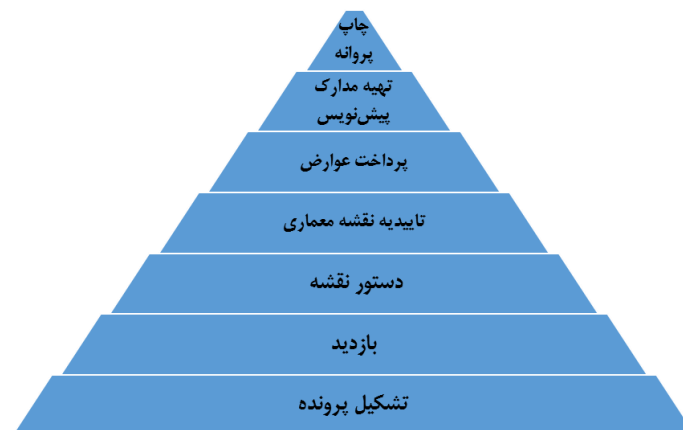 چاپ
پروانه
تهیه مدارک
پیش‌نویس
پرداخت عوارض
تاییدیه نقشه معماری
دستور نقشه
بازدید
تشکیل پرونده